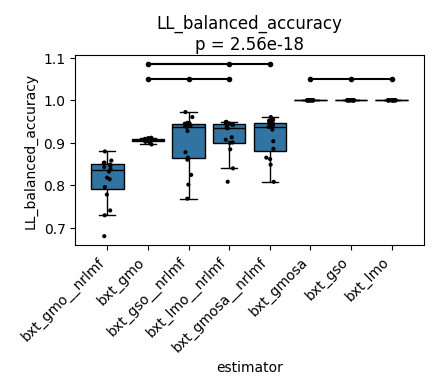 LL_balanced_accuracy
p = 2.56e-18
LL_balanced_accuracy
1.1
1.0
0.9
0.8
0.7
bxt_gmo__nrlmf
bxt_gmo
bxt_gso__nrlmf
bxt_lmo__nrlmf
bxt_gmosa__nrlmf
bxt_gmosa
bxt_gso
bxt_lmo
estimator